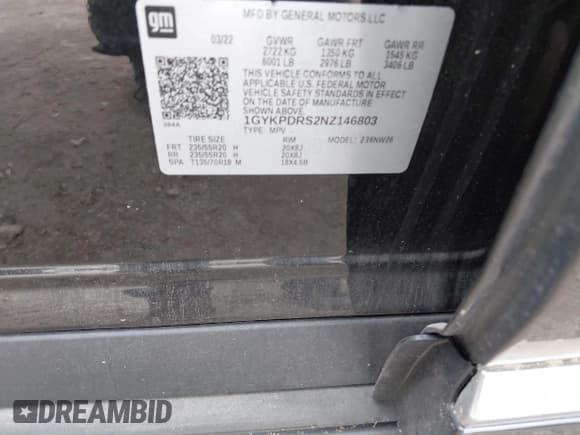 gm
MFD BY GENERAL MOTORS LLC
03/22 GVWR GAWR FRT GAWR RR
2722 KG 1350 KG 1545 KG
6001 LB 2976 LB 3406 LB
THIS VEHICLE CONFORMS TO ALL
APPLICABLE U.S. FEDERAL MOTOR
VEHICLE SAFETY STANDARDS IN
EFFECT ON THE DATE OF MANUFACTURE
SHOWN ABOVE.
1GYKPDRS2NZ146803
TYPE: MPV MODEL:
TIRE SIZE RIM
FRT 235/55R20 H 20X8J
RR 235/55R20 H 20X8J
SPA T135/70R18 M 18X4.5B
DREAMBID